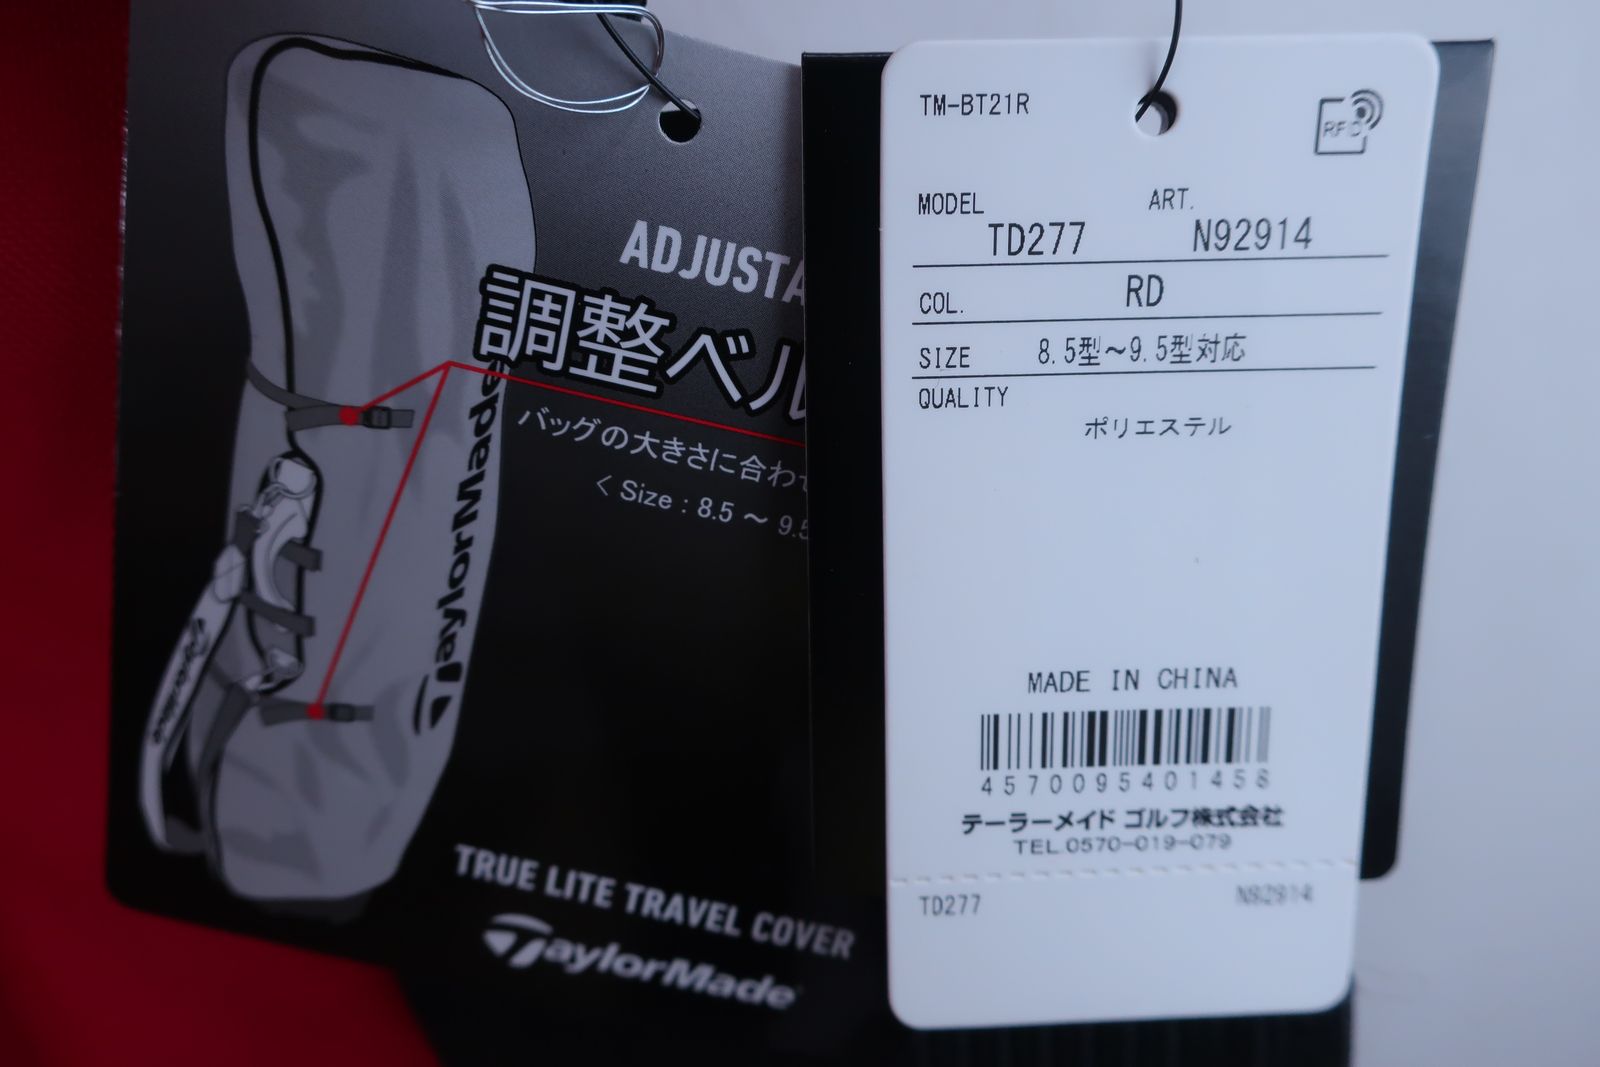 ADJUSTA
調整ベル
バッグの大きさに合わせ
< Size : 8.5 ～ 9.5
TaylorMade
TaylorMade
TRUE LITE TRAVEL COVER
TaylorMade
TM-BT21R
RFID
MODEL ART.
TD277 N92914
COL. RD
SIZE 8.5型～9.5型対応
QUALITY
ポリエステル
MADE IN CHINA
4570095401458
テーラーメイド ゴルフ株式会社
TEL.0570-019-079
TD277 N92914